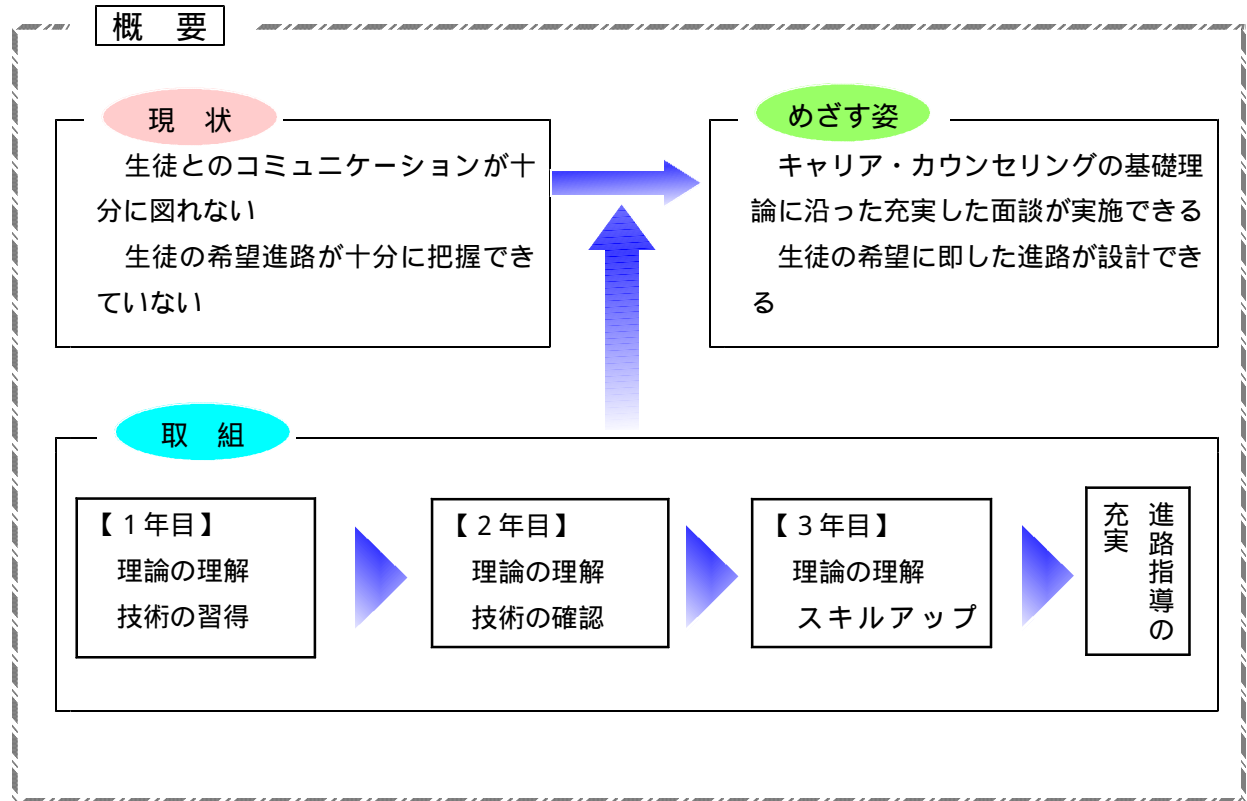 概　要
現　状
　生徒とのコミュニケーションが十
分に図れない
　生徒の希望進路が十分に把握でき
ていない
めざす姿
　キャリア・カウンセリングの基礎理
論に沿った充実した面談が実施できる
　生徒の希望に即した進路が設計でき
る
取　組
【１年目】
理論の理解
技術の習得
【２年目】
理論の理解
技術の確認
【３年目】
理論の理解
スキルアップ
進路指導の
充実